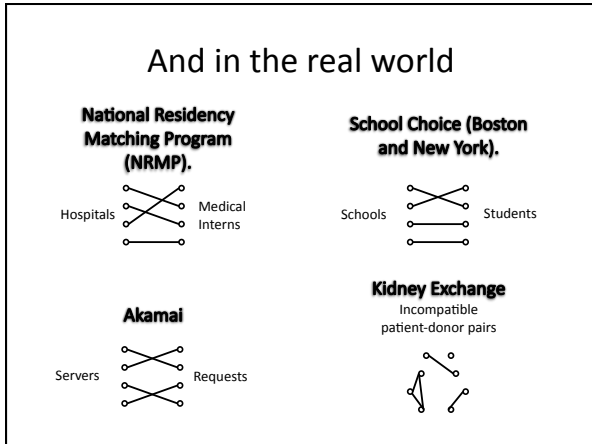 And in the real world
National Residency
Matching Program
(NRMP).
Hospitals
Medical
Interns
School Choice (Boston
and New York).
Schools
Students
Akamai
Servers
Requests
Kidney Exchange
Incompatible
patient-donor pairs